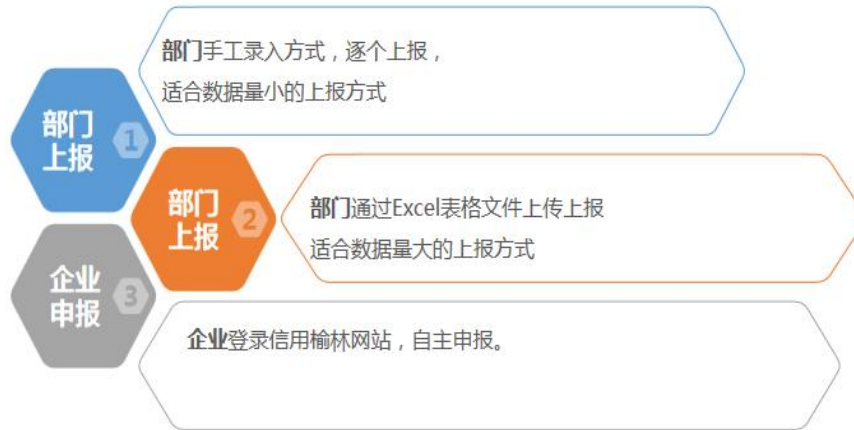 部门
上报
1
部门手工录入方式，逐个上报，
适合数据量小的上报方式
部门
上报
2
部门通过Excel表格文件上传上报
适合数据量大的上报方式
企业
申报
3
企业登录信用榆林网站，自主申报。